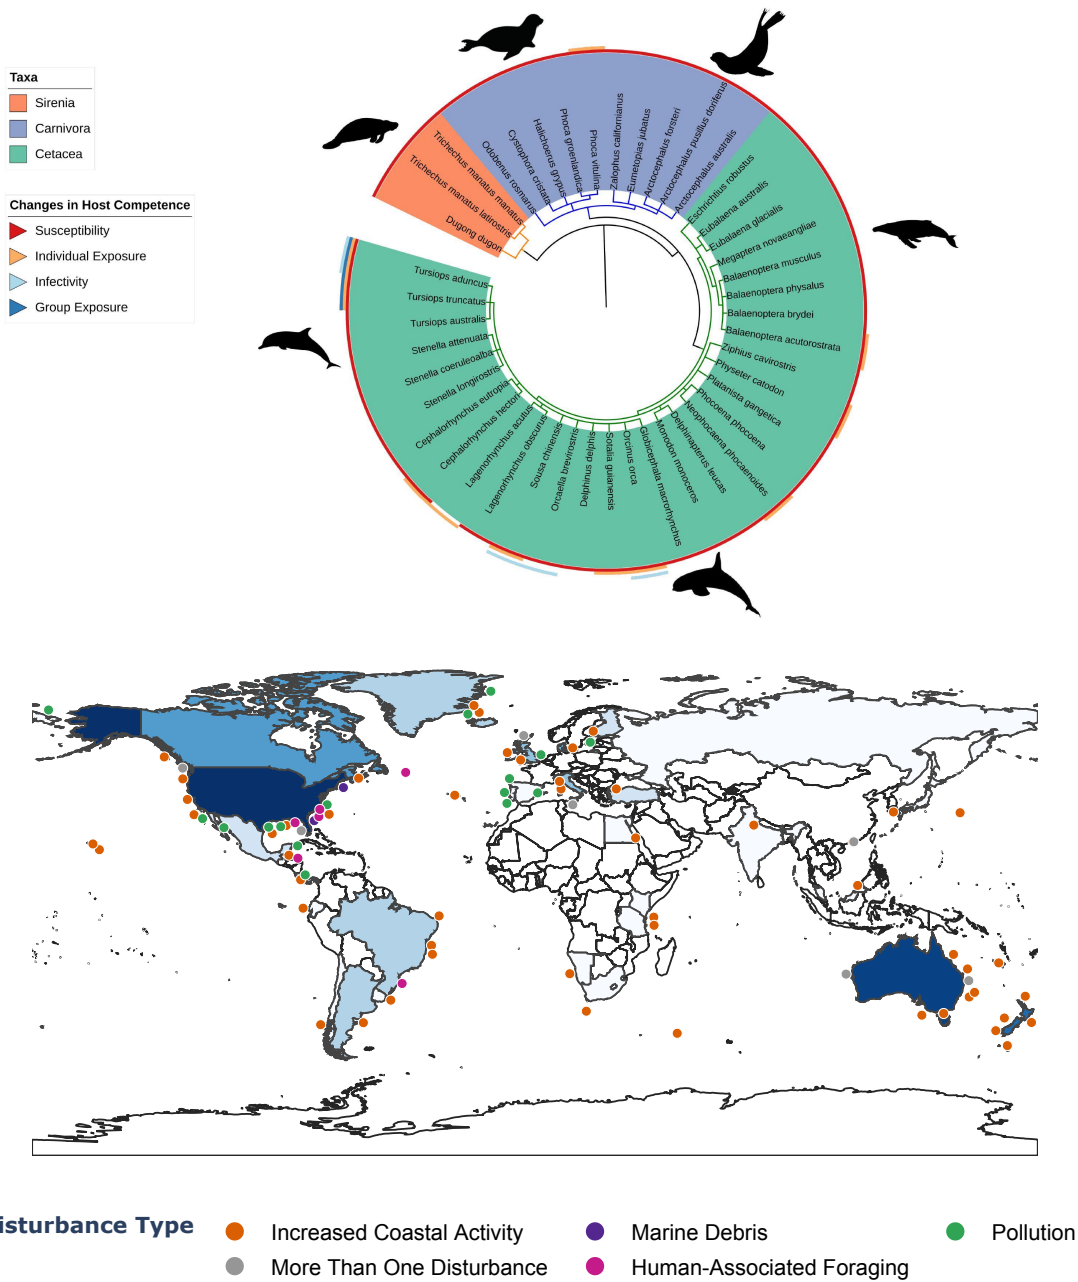 Taxa
Sirenia
Carnivora
Cetacea
Changes in Host Competence
Susceptibility
Individual Exposure
Infectivity
Group Exposure
Dugong dugon
Trichechus manatus latirostris
Trichechus manatus manatus
Odobenus rosmarus
Cystophora cristata
Halichoerus grypus
Phoca groenlandica
Phoca vitulina
Zalophus californianus
Eumetopias jubatus
Arctocephalus forsteri
Arctocephalus pusillus doriferus
Arctocephalus australis
Eschrichtius robustus
Eubalaena australis
Eubalaena glacialis
Megaptera novaeangliae
Balaenoptera musculus
Balaenoptera physalus
Balaenoptera brydei
Balaenoptera acutorostrata
Ziphius cavirostris
Physeter catodon
Platanista gangetica
Phocoena phocoena
Neophocaena phocaenoides
Delphinapterus leucas
Monodon monoceros
Globicephala macrorhynchus
Orcinus orca
Sotalia guianensis
Delphinus delphis
Orcaella brevirostris
Sousa chinensis
Lagenorhynchus obscurus
Lagenorhynchus acutus
Cephalorhynchus hectori
Cephalorhynchus eutropia
Stenella longirostris
Stenella coeruleoalba
Stenella attenuata
Tursiops australis
Tursiops truncatus
Tursiops aduncus
isturbance Type
Increased Coastal Activity
Marine Debris
Pollution
More Than One Disturbance
Human-Associated Foraging